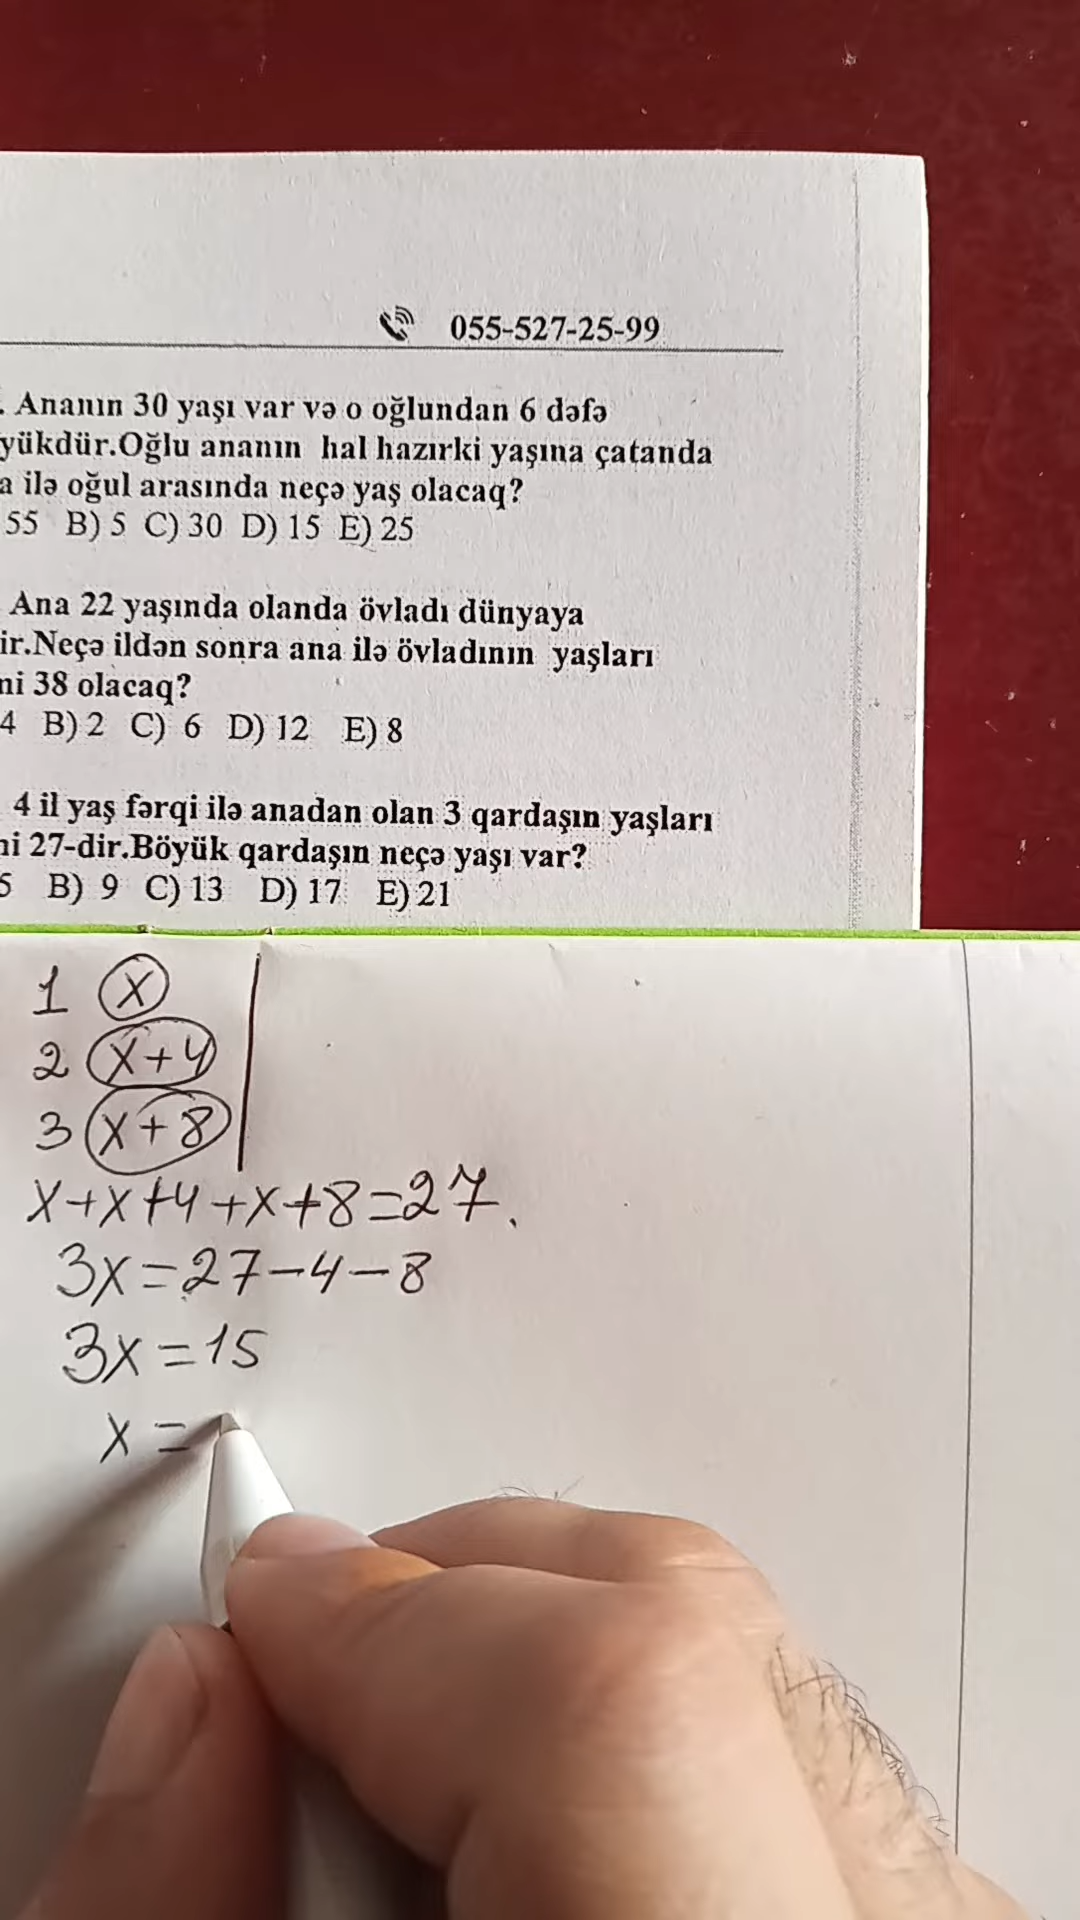 055-527-25-99
. Ananın 30 yaşı var və o oğlundan 6 dəfə
yükdür.Oğlu ananın hal hazırki yaşına çatanda
a ilə oğul arasında neçə yaş olacaq?
55 B) 5 C) 30 D) 15 E) 25
Ana 22 yaşında olanda övladı dünyaya
ir.Neçə ildən sonra ana ilə övladının yaşları
ni 38 olacaq?
4 B) 2 C) 6 D) 12 E) 8
4 il yaş fərqi ilə anadan olan 3 qardaşın yaşları
ni 27-dir.Böyük qardaşın neçə yaşı var?
5 B) 9 C) 13 D) 17 E) 21
1 x
2 x+4
3 x+8
x+x+4+x+8=27.
3x=27-4-8
3x=15
x=